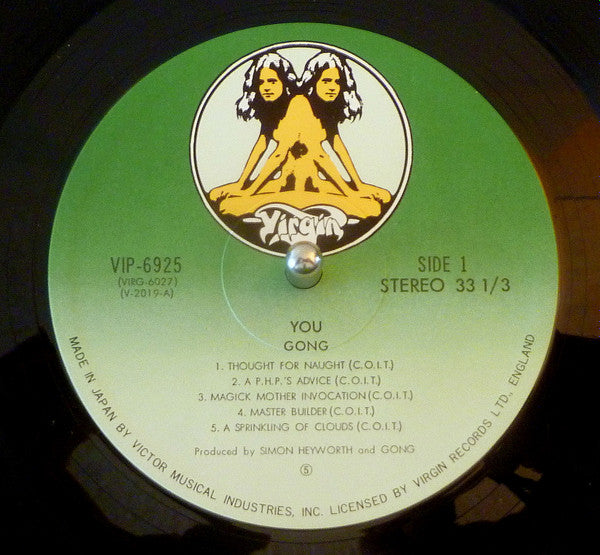 Virgin
VIP-6925
(VIRG-6027)
(V-2019-A)
SIDE 1
STEREO 33 1/3
YOU
GONG
1. THOUGHT FOR NAUGHT (C.O.I.T.)
2. A P.H.P.'S ADVICE (C.O.I.T.)
3. MAGICK MOTHER INVOCATION (C.O.I.T.)
4. MASTER BUILDER (C.O.I.T.)
5. A SPRINKLING OF CLOUDS (C.O.I.T.)
Produced by SIMON HEYWORTH and GONG
Ⓢ
MADE IN JAPAN BY VICTOR MUSICAL INDUSTRIES, INC. LICENSED BY VIRGIN RECORDS LTD., ENGLAND